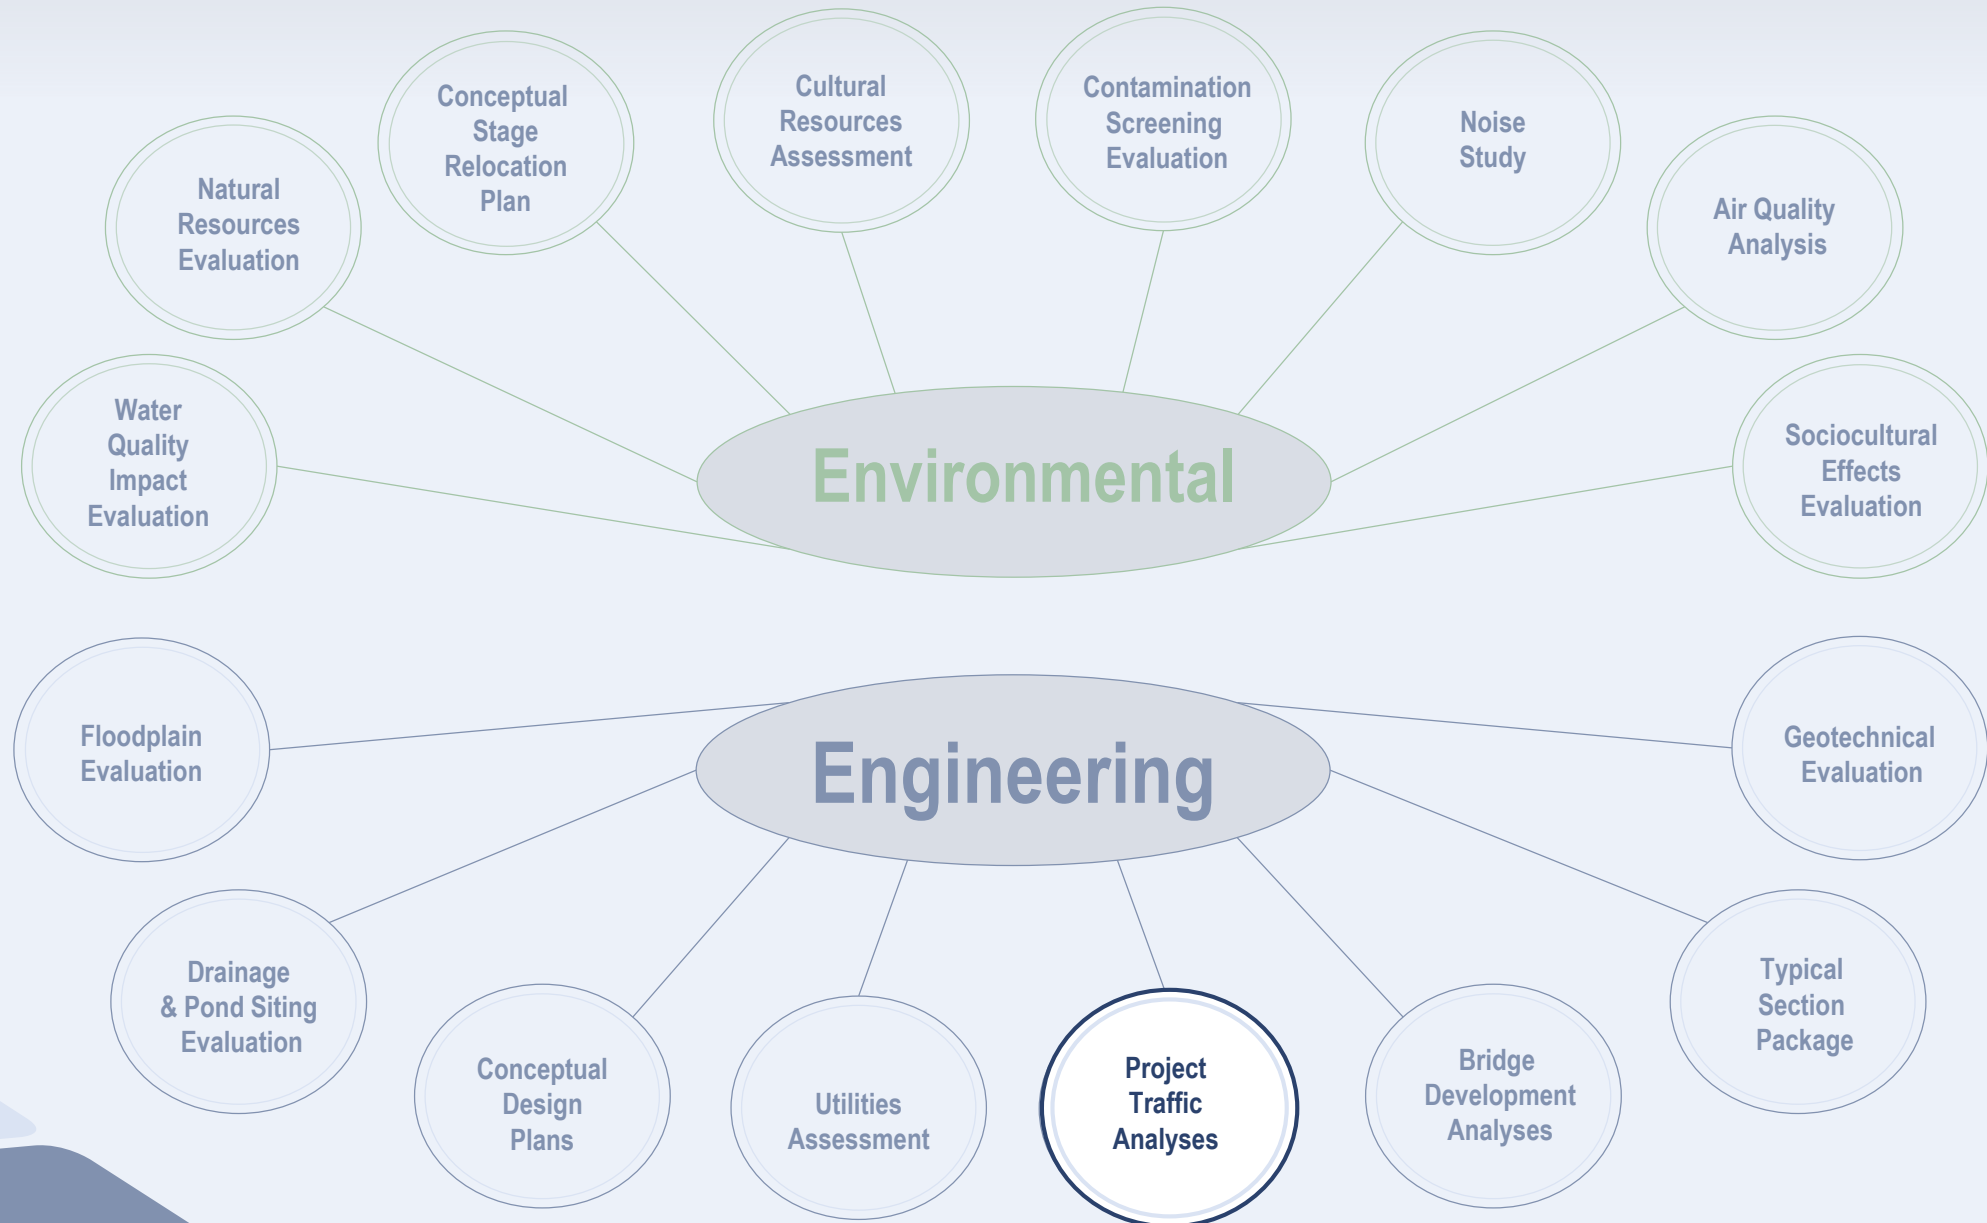 Cultural
Resources
Assessment
Contamination
Screening
Evaluation
Conceptual
Stage
Relocation
Plan
Noise
Study
Natural
Resources
Evaluation
Air Quality
Analysis
Water
Quality
Impact
Evaluation
Environmental
Sociocultural
Effects
Evaluation
Floodplain
Evaluation
Engineering
Geotechnical
Evaluation
Drainage
& Pond Siting
Evaluation
Typical
Section
Package
Conceptual
Design
Plans
Utilities
Assessment
Project
Traffic
Analyses
Bridge
Development
Analyses